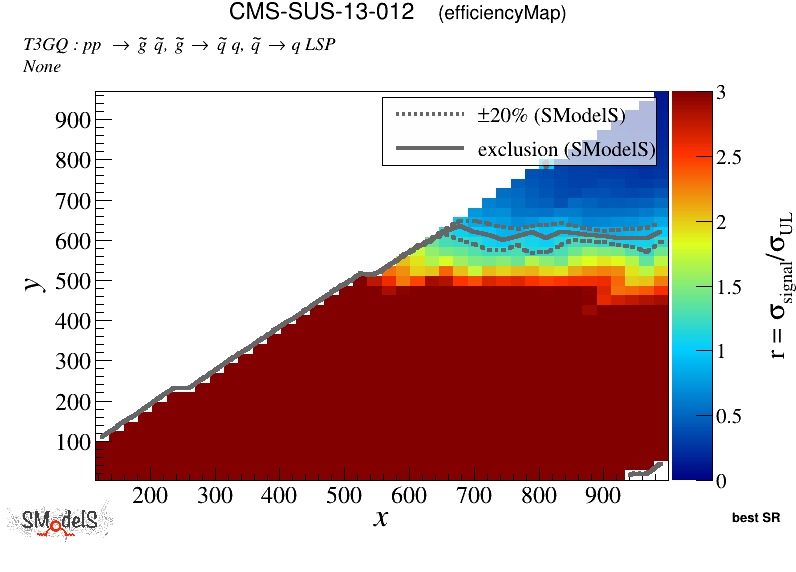 CMS-SUS-13-012 (efficiencyMap)
T3GQ : pp → g̃ q̃, g̃ → q̃ q, q̃ → q LSP
None
±20% (SModelS)
exclusion (SModelS)
900
800
700
600
500
400
300
200
100
y
200 300 400 500 600 700 800 900
x
3
2.5
2
1.5
1
0.5
0
r = σsignal/σUL
SModelS
best SR